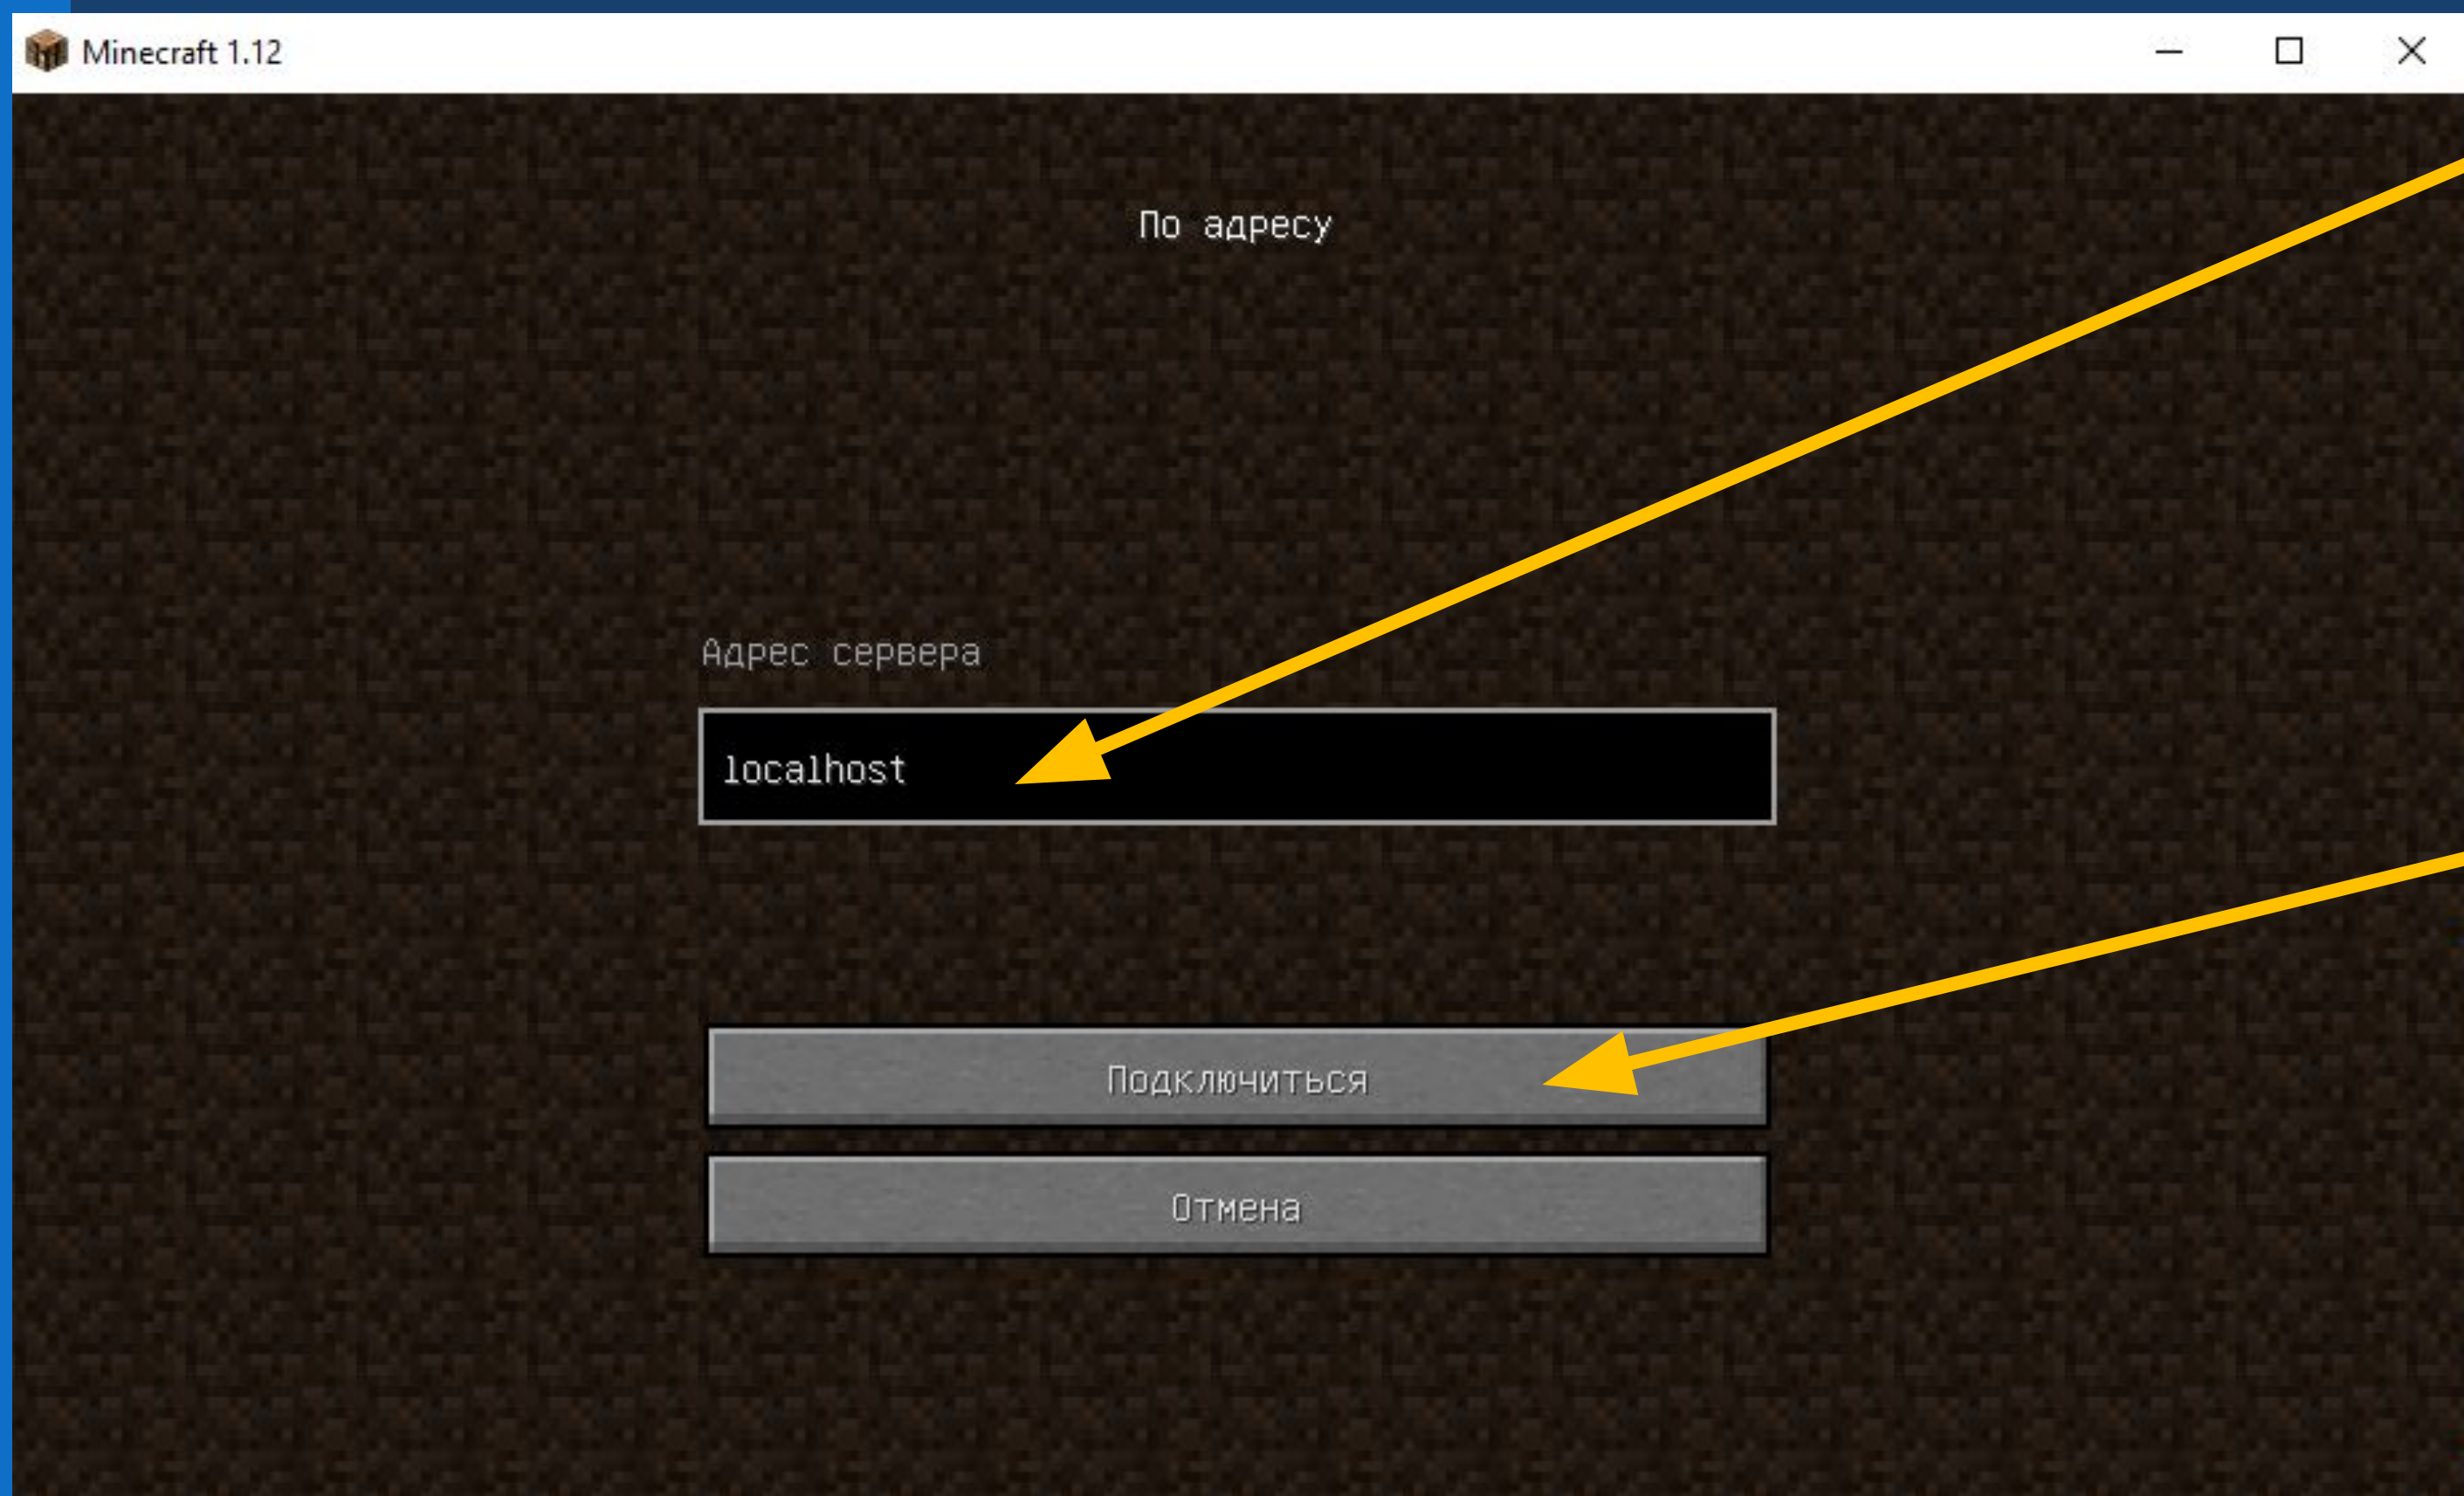 Minecraft 1.12
По адресу
Адрес сервера
localhost
Подключиться
Отмена